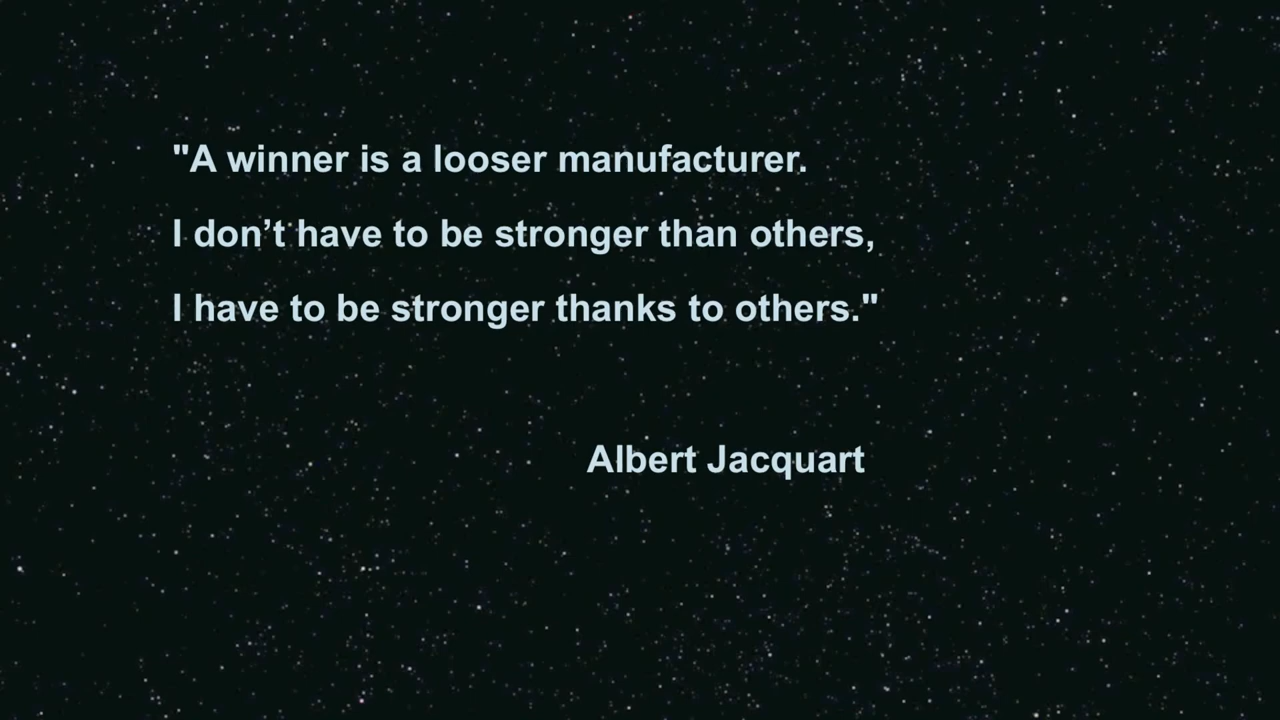 "A winner is a looser manufacturer.
I don’t have to be stronger than others,
I have to be stronger thanks to others."
Albert Jacquart